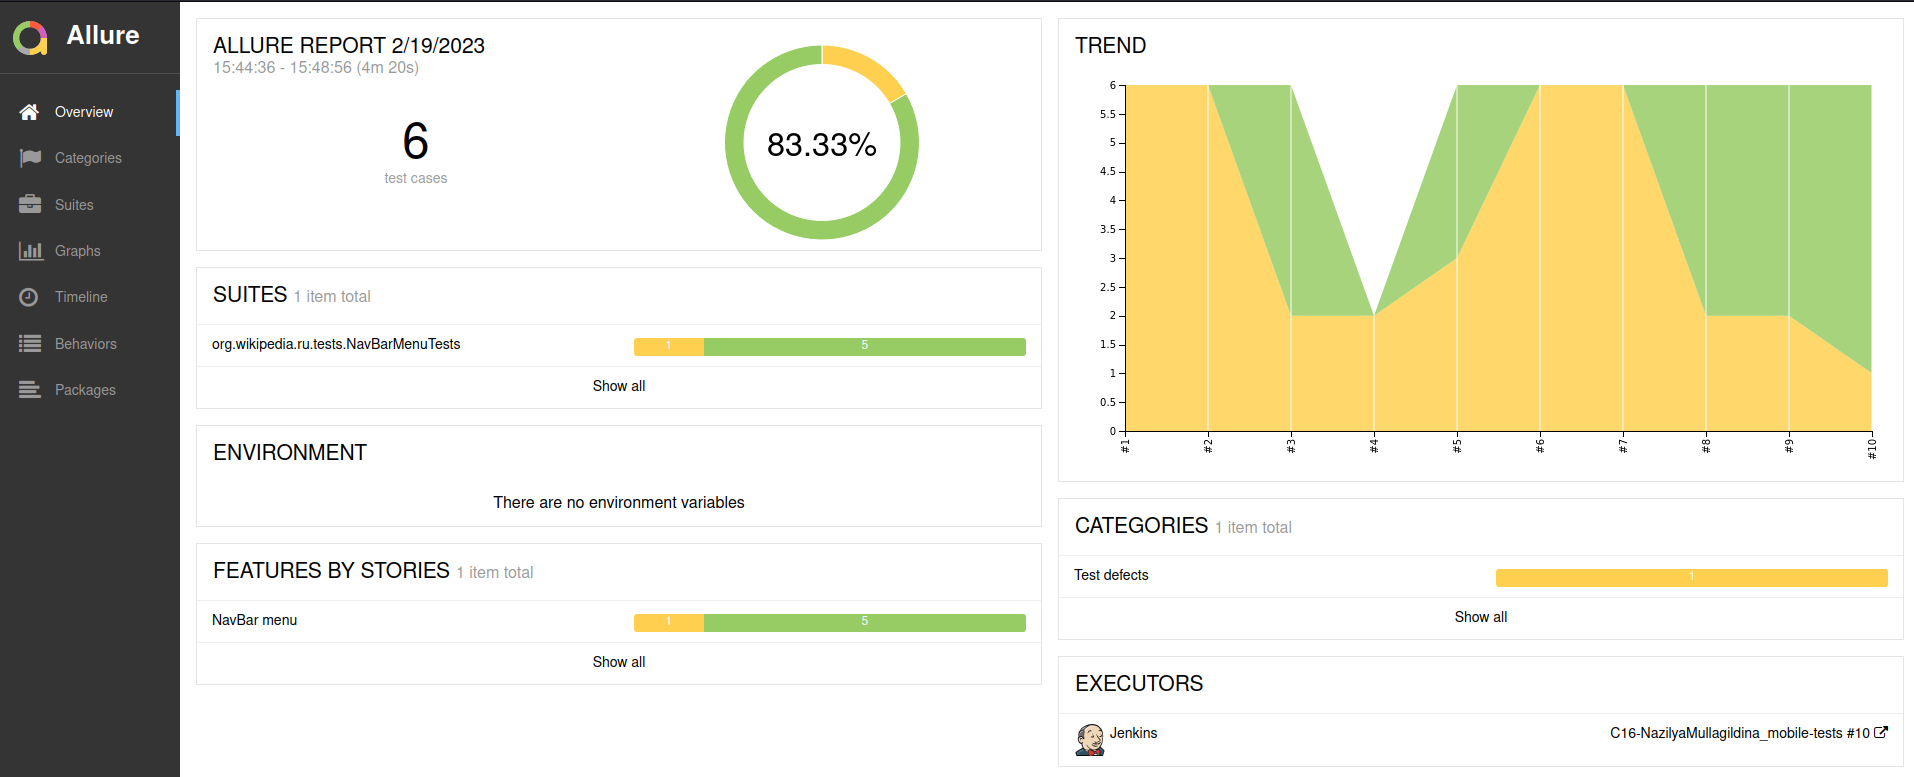 Allure
Overview
Categories
Suites
Graphs
Timeline
Behaviors
Packages
ALLURE REPORT 2/19/2023
15:44:36 - 15:48:56 (4m 20s)
6
test cases
83.33%
SUITES 1 item total
org.wikipedia.ru.tests.NavBarMenuTests 1 5
Show all
ENVIRONMENT
There are no environment variables
FEATURES BY STORIES 1 item total
NavBar menu 1 5
Show all
TREND
6
5.5
5
4.5
4
3.5
3
2.5
2
1.5
1
0.5
0
#1 #2 #3 #4 #5 #6 #7 #8 #9 #10
CATEGORIES 1 item total
Test defects 1
Show all
EXECUTORS
Jenkins C16-NazilyaMullagildina_mobile-tests #10